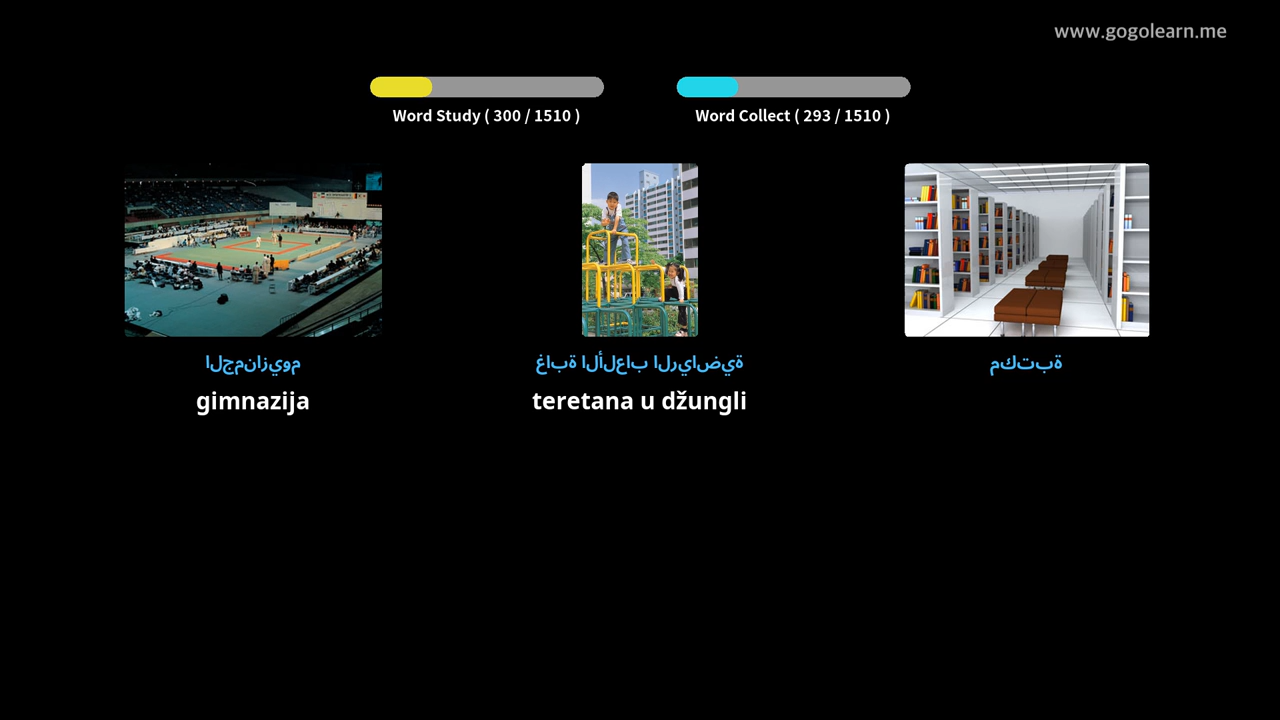 www.gogolearn.me
Word Study ( 300 / 1510 )
Word Collect ( 293 / 1510 )
الجمنازيوم
gimnazija
غابة الألعاب الرياضية
teretana u džungli
مكتبة